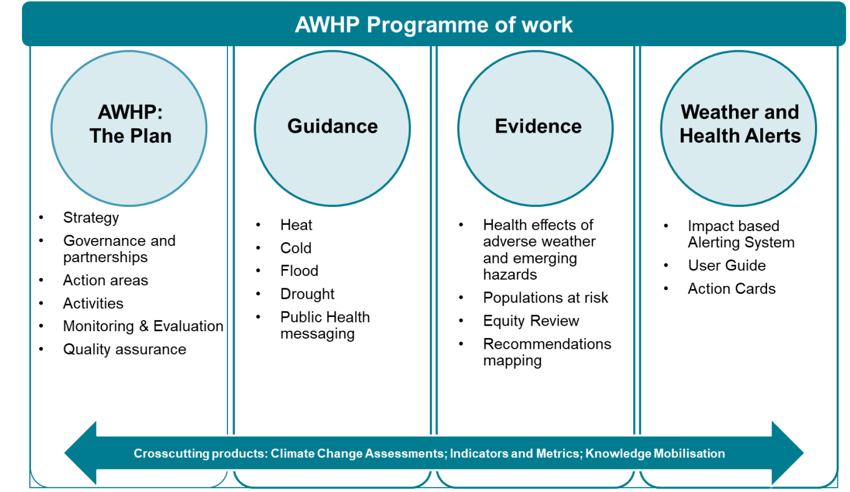 AWHP Programme of work
AWHP:
The Plan
• Strategy
• Governance and
partnerships
• Action areas
• Activities
• Monitoring & Evaluation
• Quality assurance
Guidance
• Heat
• Cold
• Flood
• Drought
• Public Health
messaging
Evidence
• Health effects of
adverse weather
and emerging
hazards
• Populations at risk
• Equity Review
• Recommendations
mapping
Weather and
Health Alerts
• Impact based
Alerting System
• User Guide
• Action Cards
Crosscutting products: Climate Change Assessments; Indicators and Metrics; Knowledge Mobilisation